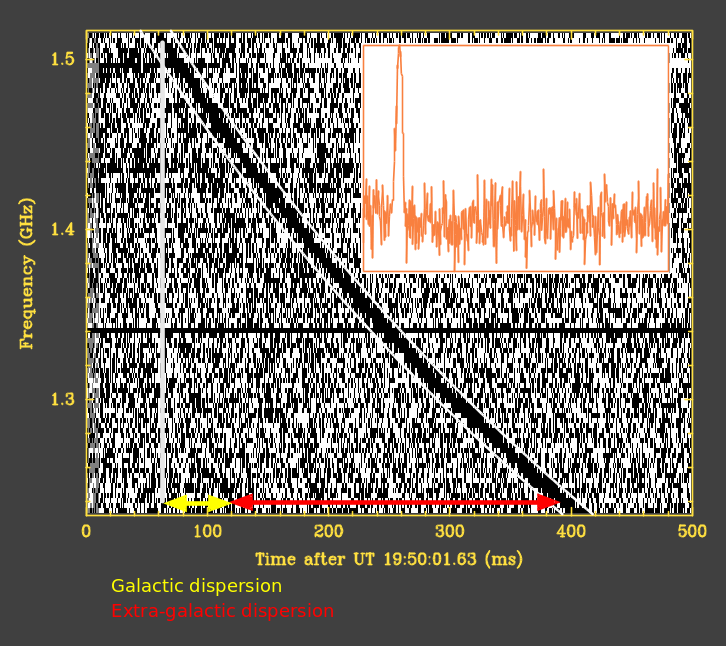 1.5
1.4
1.3
Frequency (GHz)
0 100 200 300 400 500
Time after UT 19:50:01.63 (ms)
Galactic dispersion
Extra-galactic dispersion